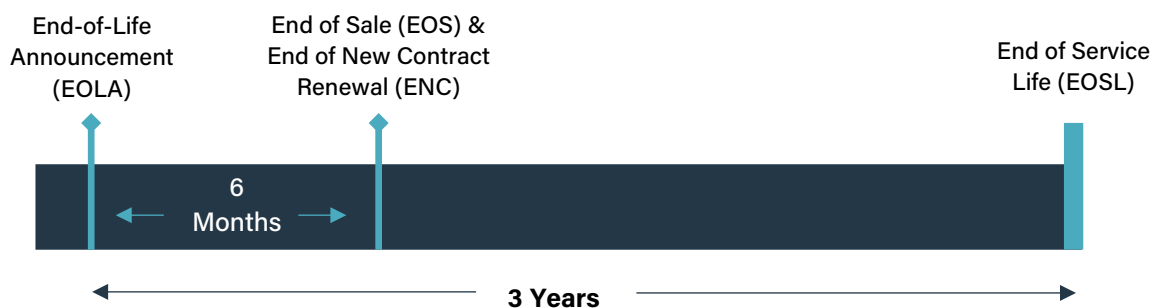 End-of-Life
Announcement
(EOLA)
End of Sale (EOS) &
End of New Contract
Renewal (ENC)
End of Service
Life (EOSL)
6
Months
3 Years